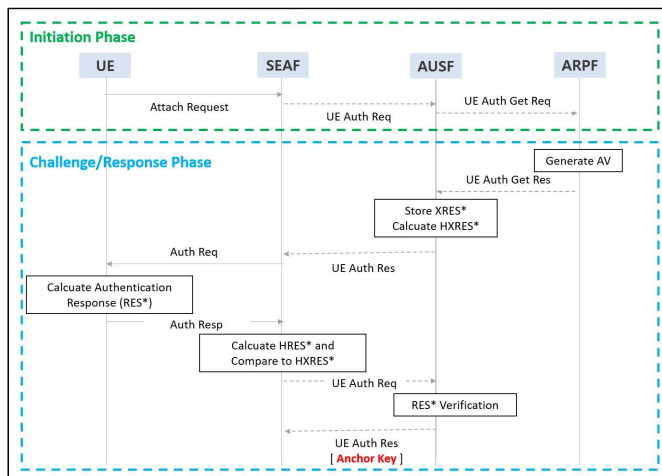 Initiation Phase
UE
SEAF
AUSF
ARPF
Attach Request
UE Auth Req
UE Auth Get Req
Challenge/Response Phase
Generate AV
UE Auth Get Res
Store XRES*
Calcuate HXRES*
Auth Req
UE Auth Res
Calcuate Authentication
Response (RES*)
Auth Resp
Calcuate HRES* and
Compare to HXRES*
UE Auth Req
RES* Verification
UE Auth Res
[ Anchor Key ]